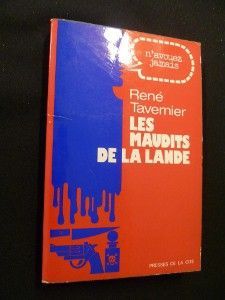 n'avouez
jamais
René
Tavernier
LES
MAUDITS
DE LA LANDE
PRESSES DE LA CITÉ